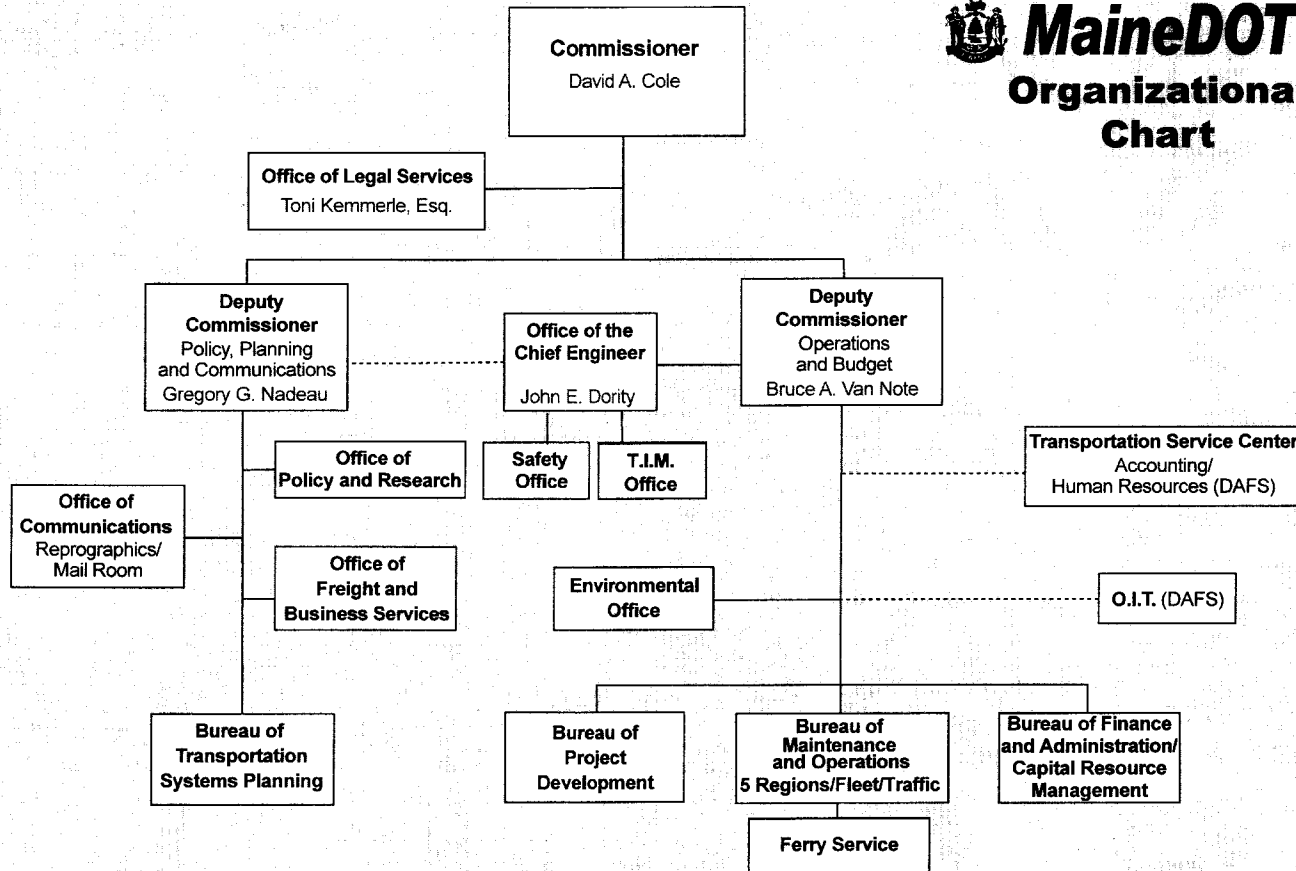 MaineDOT
Organizationa
Chart
Commissioner
David A. Cole
Office of Legal Services
Toni Kemmerle, Esq.
Deputy
Commissioner
Policy, Planning
and Communications
Gregory G. Nadeau
Office of the
Chief Engineer
John E. Dority
Deputy
Commissioner
Operations
and Budget
Bruce A. Van Note
Safety
Office
T.I.M.
Office
Office of
Policy and Research
Office of
Communications
Reprographics/
Mail Room
Office of
Freight and
Business Services
Transportation Service Center
Accounting/
Human Resources (DAFS)
Environmental
Office
O.I.T. (DAFS)
Bureau of
Transportation
Systems Planning
Bureau of
Project
Development
Bureau of
Maintenance
and Operations
5 Regions/Fleet/Traffic
Bureau of Finance
and Administration/
Capital Resource
Management
Ferry Service